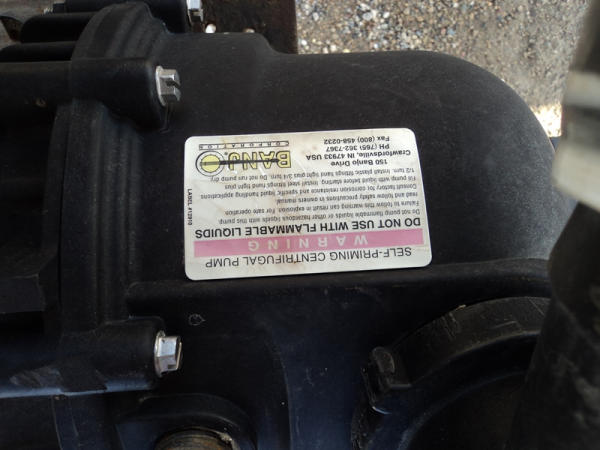 SELF-PRIMING CENTRIFUGAL PUMP
WARNING
DO NOT USE WITH FLAMMABLE LIQUIDS
Do not pump flammable liquids or other hazardous liquids with this pump.
Failure to follow this warning can result in explosion. For safe operation
read and follow safety precautions in owners manual.
Consult factory for corrosion resistance and specific liquid handling applications
Fill pump with liquid before starting. Install steel fittings finger tight plus
1/2 turn. Install plastic fittings hand tight plus 3/4 turn. Do not run pump dry.
BANJO
CORPORATION
150 Banjo Drive
Crawfordsville, IN 47933 USA
PH (765) 362-7367
Fax (800) 458-0232
LABEL #12910